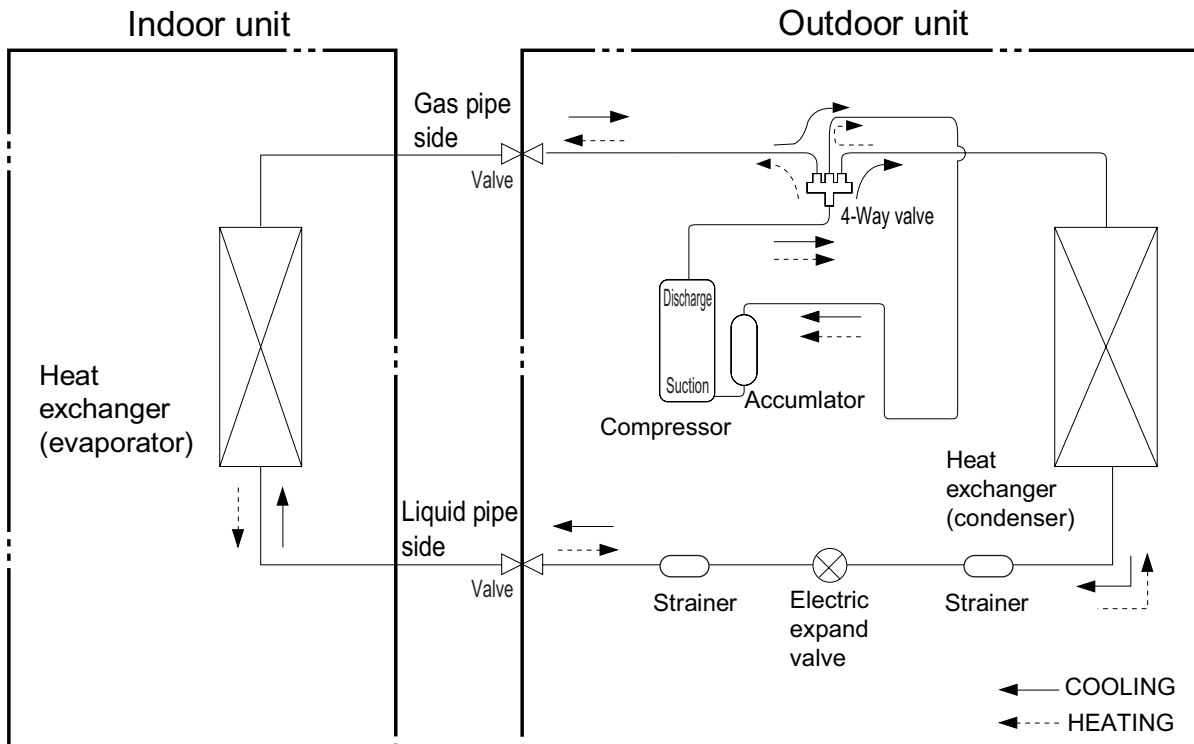 Indoor unit
Outdoor unit
Gas pipe
side
Valve
4-Way valve
Discharge
Suction
Compressor
Accumlator
Heat
exchanger
(evaporator)
Heat
exchanger
(condenser)
Liquid pipe
side
Valve
Strainer
Electric
expand
valve
Strainer
COOLING
HEATING